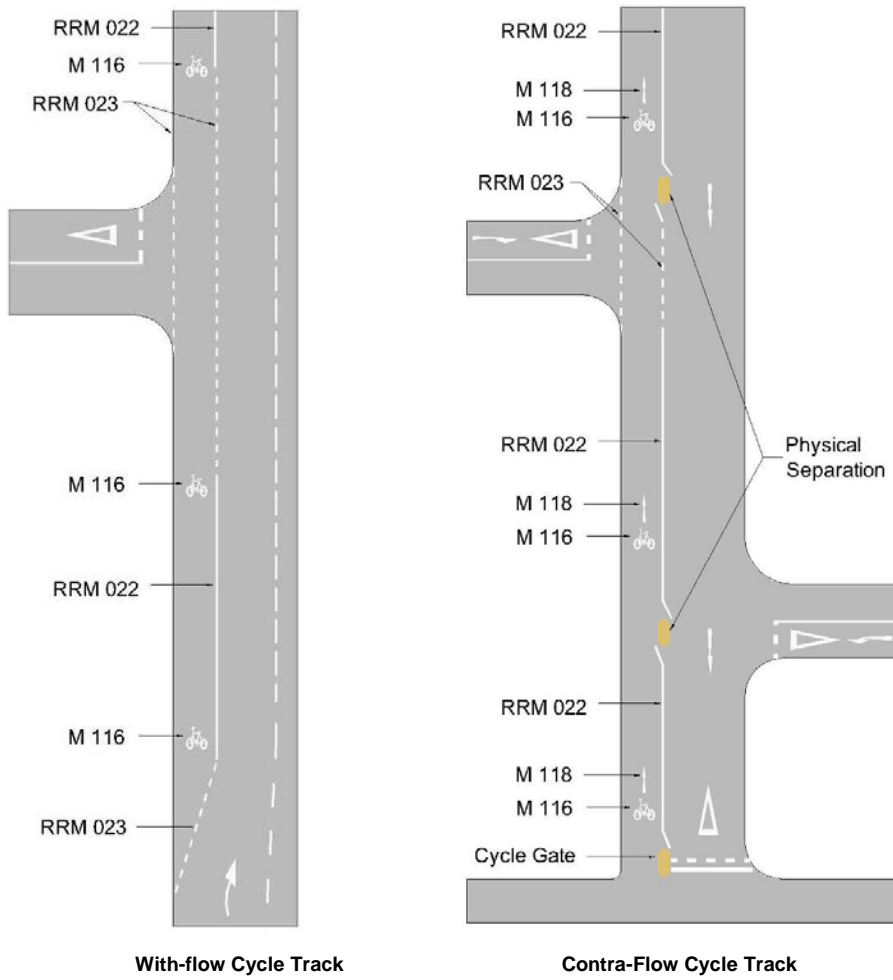 RRM 022
M 116
RRM 023
M 116
RRM 022
M 116
RRM 023
With-flow Cycle Track
RRM 022
M 118
M 116
RRM 023
Physical
Separation
RRM 022
M 118
M 116
RRM 022
M 118
M 116
Cycle Gate
Contra-Flow Cycle Track